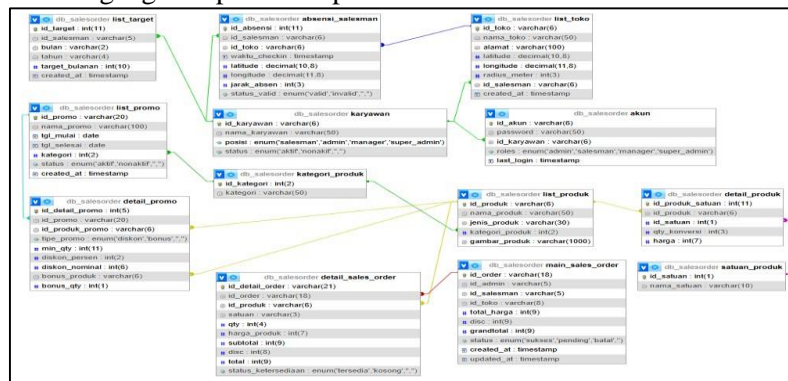 db_salesorder list_target
id_target : int(11)
id_salesman : varchar(5)
bulan : varchar(2)
tahun : varchar(4)
target_bulanan : int(10)
created_at : timestamp
db_salesorder absensi_salesman
id_absensi : int(11)
id_salesman : varchar(6)
id_toko : varchar(6)
waktu_checkin : timestamp
latitude : decimal(10,8)
longitude : decimal(11,8)
jarak_absen : int(3)
status_valid : enum('valid','invalid','','')
db_salesorder list_toko
id_toko : varchar(6)
nama_toko : varchar(50)
alamat : varchar(100)
latitude : decimal(10,8)
longitude : decimal(11,8)
radius_meter : int(3)
id_salesman : varchar(6)
created_at : timestamp
db_salesorder list_promo
id_promo : varchar(20)
nama_promo : varchar(100)
tgl_mulai : date
tgl_selesai : date
kategori : int(2)
status : enum('aktif','nonaktif','','')
created_at : timestamp
db_salesorder karyawan
id_karyawan : varchar(6)
nama_karyawan : varchar(50)
posisi : enum('salesman','admin','manager','super_admin')
status : enum('aktif','nonaktif','','')
db_salesorder akun
id_akun : varchar(6)
password : varchar(50)
id_karyawan : varchar(6)
roles : enum('admin','salesman','manager','super_admin')
last_login : timestamp
db_salesorder kategori_produk
id_kategori : int(2)
kategori : varchar(50)
db_salesorder detail_promo
id_detail_promo : int(5)
id_promo : varchar(20)
id_produk_promo : varchar(6)
tipe_promo : enum('diskon','bonus','','')
min_qty : int(11)
diskon_persen : int(2)
diskon_nominal : int(6)
bonus_produk : varchar(6)
bonus_qty : int(1)
db_salesorder list_produk
id_produk : varchar(6)
nama_produk : varchar(50)
jenis_produk : varchar(30)
kategori_produk : int(2)
gambar_produk : varchar(1000)
db_salesorder detail_produk
id_produk_satuan : int(11)
id_produk : varchar(6)
id_satuan : int(1)
qty_konversi : int(3)
harga : int(7)
db_salesorder detail_sales_order
id_detail_order : varchar(21)
id_order : varchar(18)
id_produk : varchar(6)
satuan : varchar(3)
qty : int(4)
harga_produk : int(7)
subtotal : int(9)
disc : int(8)
total : int(9)
status_ketersediaan : enum('tersedia','kosong','','')
db_salesorder main_sales_order
id_order : varchar(18)
id_admin : varchar(5)
id_salesman : varchar(5)
id_toko : varchar(8)
total_harga : int(9)
disc : int(9)
grandtotal : int(9)
status : enum('sukses','pending','batal','')
created_at : timestamp
updated_at : timestamp
db_salesorder satuan_produk
id_satuan : int(1)
nama_satuan : varchar(10)